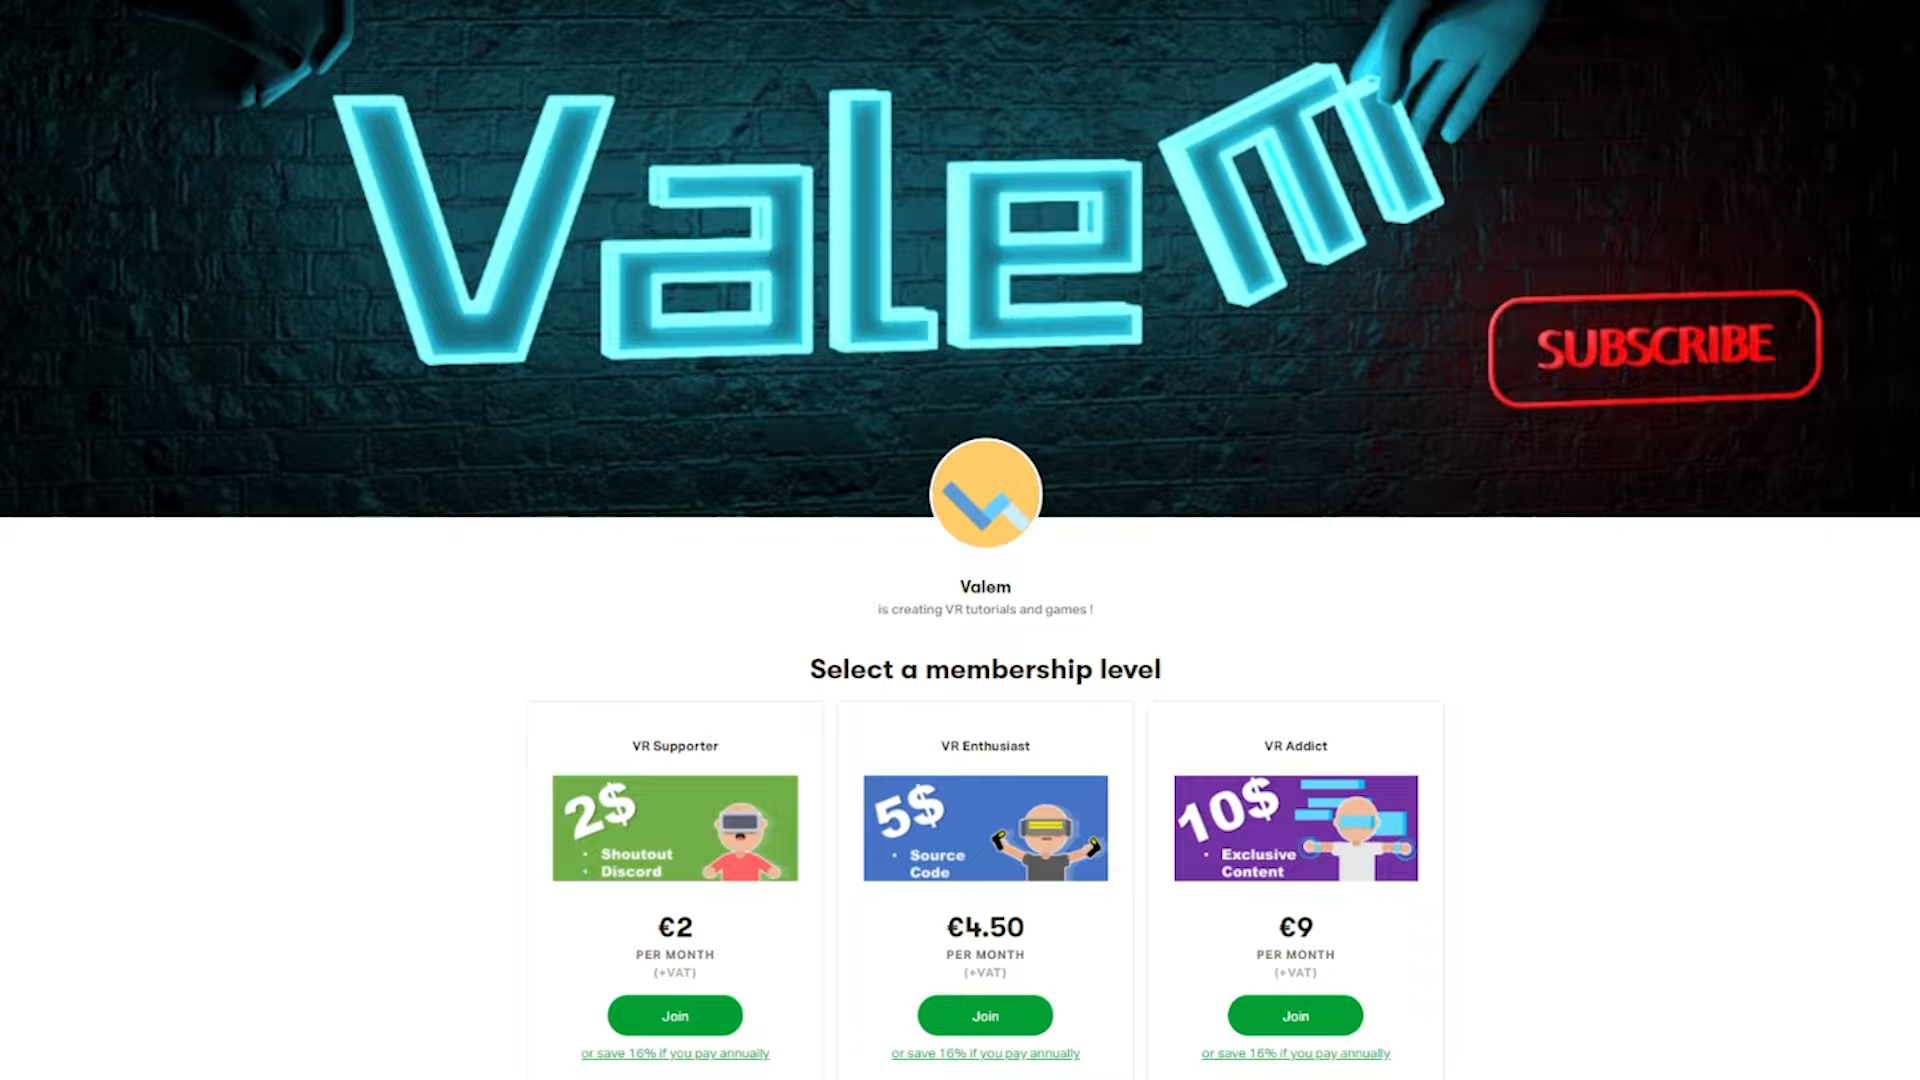 Valem
SUBSCRIBE
Valem
is creating VR tutorials and games !
Select a membership level
VR Supporter
2$
• Shoutout
• Discord
€2
PER MONTH
(+VAT)
Join
or save 16% if you pay annually
VR Enthusiast
5$
• Source
Code
€4.50
PER MONTH
(+VAT)
Join
or save 16% if you pay annually
VR Addict
10$
• Exclusive
Content
€9
PER MONTH
(+VAT)
Join
or save 16% if you pay annually